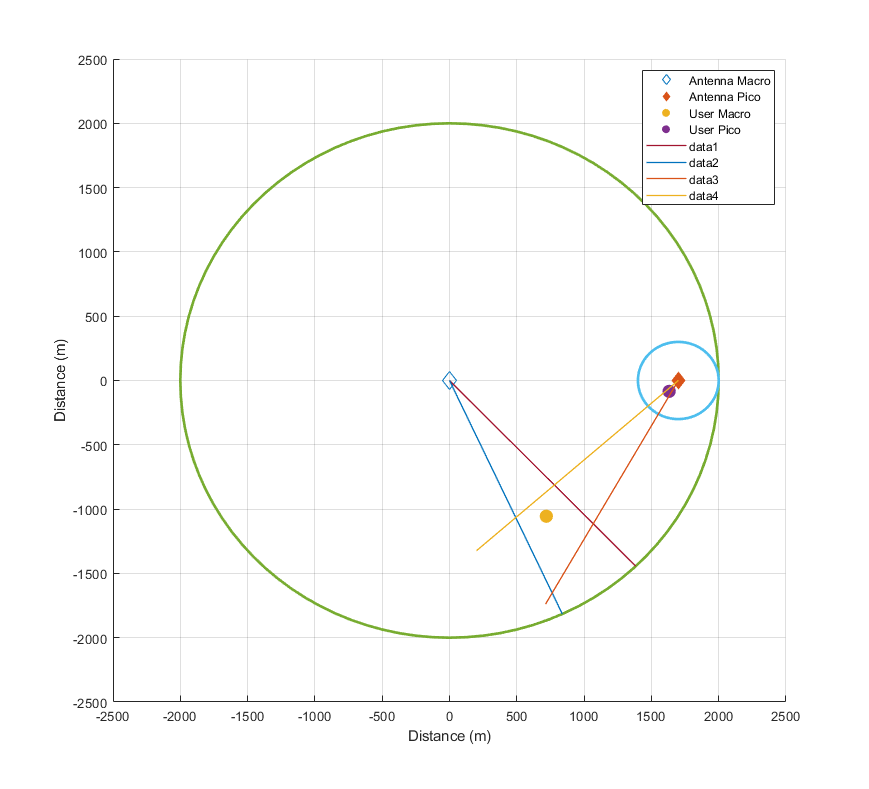 2500
2000
1500
1000
500
0
-500
-1000
-1500
-2000
-2500
-2500
-2000
-1500
-1000
-500
0
500
1000
1500
2000
2500
Distance (m)
Distance (m)
Antenna Macro
Antenna Pico
User Macro
User Pico
data1
data2
data3
data4